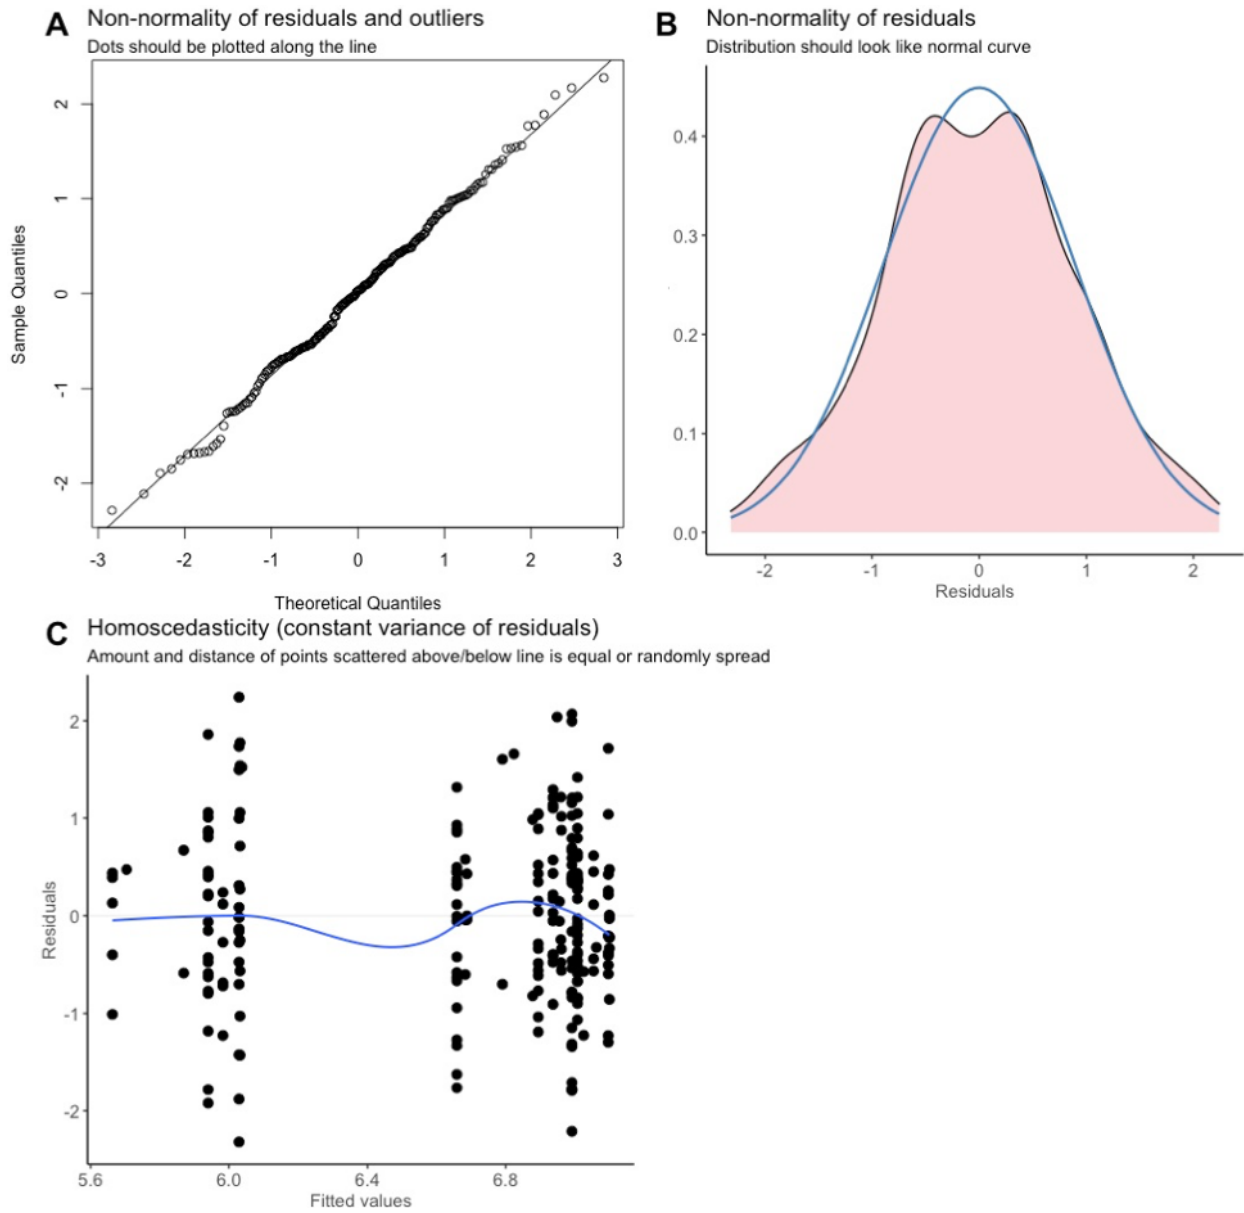 A
Non-normality of residuals and outliers
Dots should be plotted along the line
Sample Quantiles
2
1
0
-1
-2
-3 -2 -1 0 1 2 3
Theoretical Quantiles
B
Non-normality of residuals
Distribution should look like normal curve
0.4
0.3
0.2
0.1
0.0
-2 -1 0 1 2
Residuals
C
Homoscedasticity (constant variance of residuals)
Amount and distance of points scattered above/below line is equal or randomly spread
Residuals
2
1
0
-1
-2
5.6 6.0 6.4 6.8
Fitted values